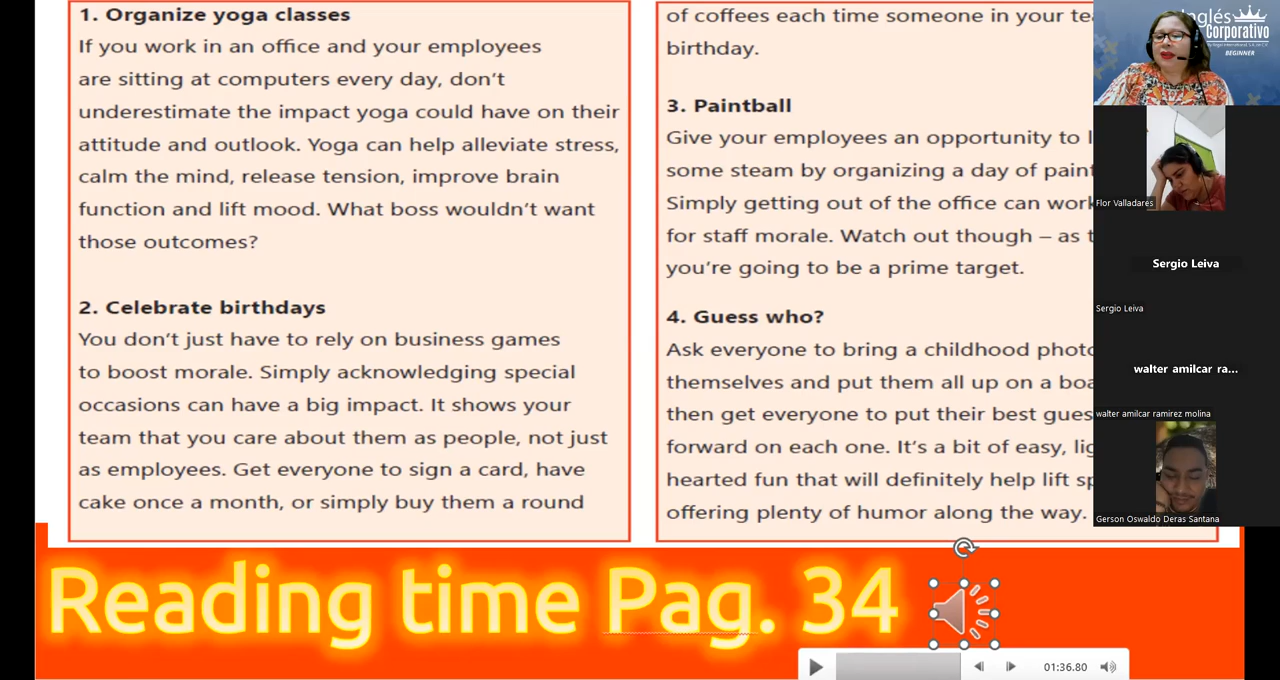 1. Organize yoga classes
If you work in an office and your employees
are sitting at computers every day, don't
underestimate the impact yoga could have on their
attitude and outlook. Yoga can help alleviate stress,
calm the mind, release tension, improve brain
function and lift mood. What boss wouldn't want
those outcomes?
2. Celebrate birthdays
You don't just have to rely on business games
to boost morale. Simply acknowledging special
occasions can have a big impact. It shows your
team that you care about them as people, not just
as employees. Get everyone to sign a card, have
cake once a month, or simply buy them a round
of coffees each time someone in your
birthday.
3. Paintball
Give your employees an opportunity to
some steam by organizing a day of
Simply getting out of the office can
for staff morale. Watch out though – as
you're going to be a prime target.
4. Guess who?
Ask everyone to bring a childhood
themselves and put them all up on a
then get everyone to put their best
forward on each one. It's a bit of easy,
hearted fun that will definitely help lift
offering plenty of humor along the way.
Reading time Pag. 34
01:36.80
Corporativo
BEGINNER
Flor Valladares
Sergio Leiva
Sergio Leiva
walter amilcar ra...
walter amilcar ramirez molina
Gerson Oswaldo Deras Santana